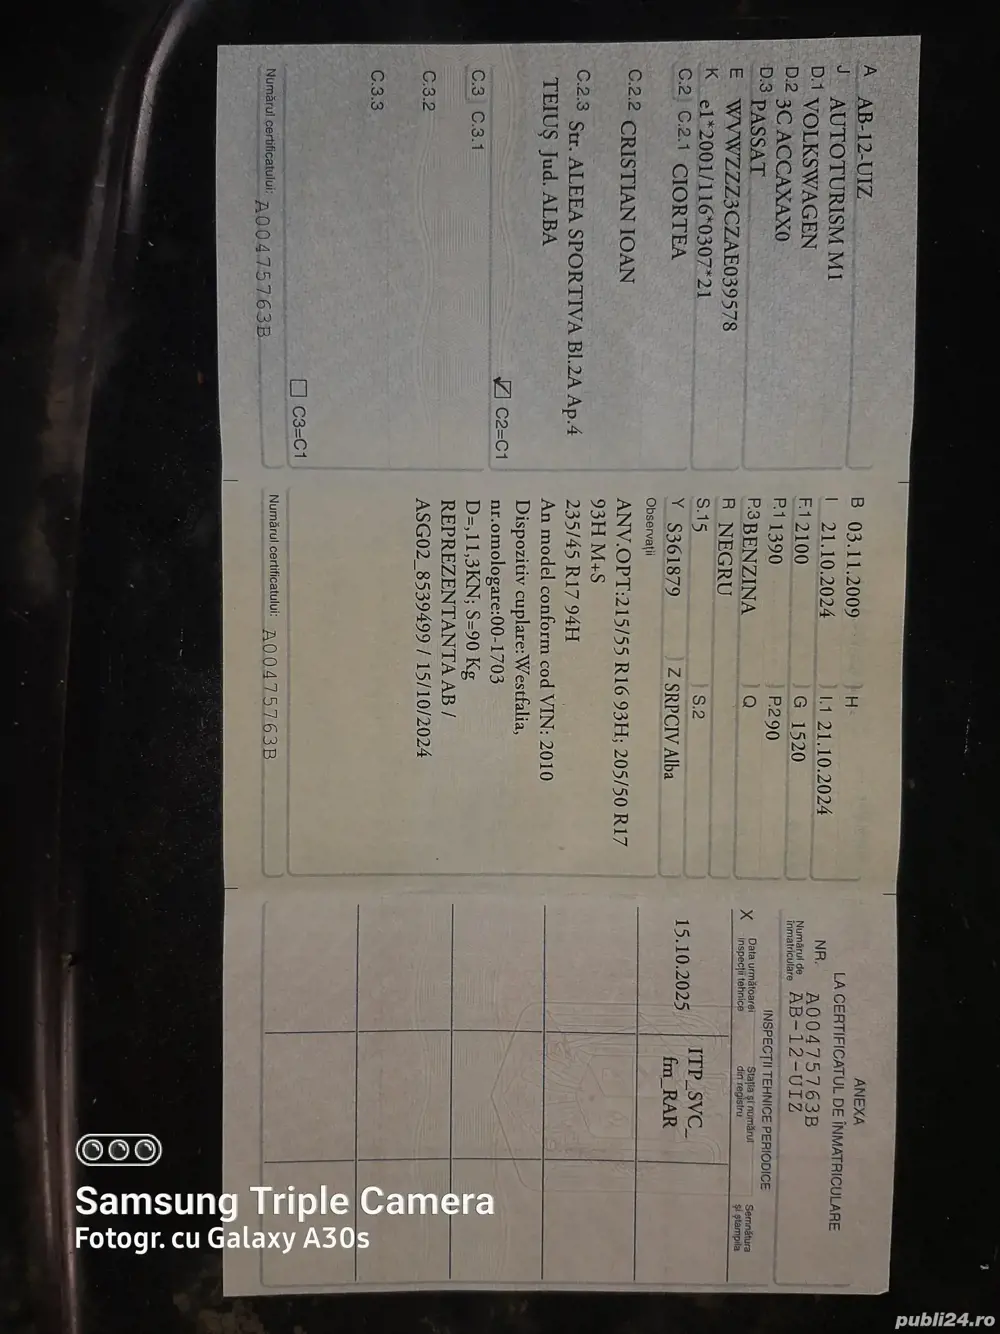 A AB-12-UIZ
J AUTOTURISM M1
D.1 VOLKSWAGEN
D.2 3C ACCAXAX0
D.3 PASSAT
E WVWZZZ3CZAE039578
K e1*2001/116*0307*21
C.2 C.2.1 CIORTEA
C.2.2 CRISTIAN IOAN
C.2.3 Str. ALEEA SPORTIVA Bl.2A Ap.4
TEIUŞ Jud. ALBA
C2=C1
C.3 C.3.1
C.3.2
C.3.3
C3=C1
Numărul certificatului: A00475763B
B 03.11.2009 H
I 21.10.2024 I.1 21.10.2024
F.1 2100 G 1520
P.1 1390 P.2 90
P.3 BENZINA Q
R NEGRU
S.1 5 S.2
Y S361879 Z SRPCIV Alba
Observaţii
ANV.OPT:215/55 R16 93H; 205/50 R17
93H M+S
235/45 R17 94H
An model conform cod VIN: 2010
Dispozitiv cuplare:Westfalia,
nr.omologare:00-1703
D=,11,3KN; S=90 Kg
REPREZENTANTA AB /
ASG02_8539499 / 15/10/2024
Numărul certificatului: A00475763B
ANEXA
LA CERTIFICATUL DE ÎNMATRICULARE
NR. A00475763B
Numărul de
înmatriculare AB-12-UIZ
INSPECŢII TEHNICE PERIODICE
X Data următoarei
inspecţii tehnice
Staţia şi numărul
din registru
Semnătura
şi ştampila
15.10.2025 ITP_SVC_
fm_RAR
Samsung Triple Camera
Fotogr. cu Galaxy A30s
publi24.ro